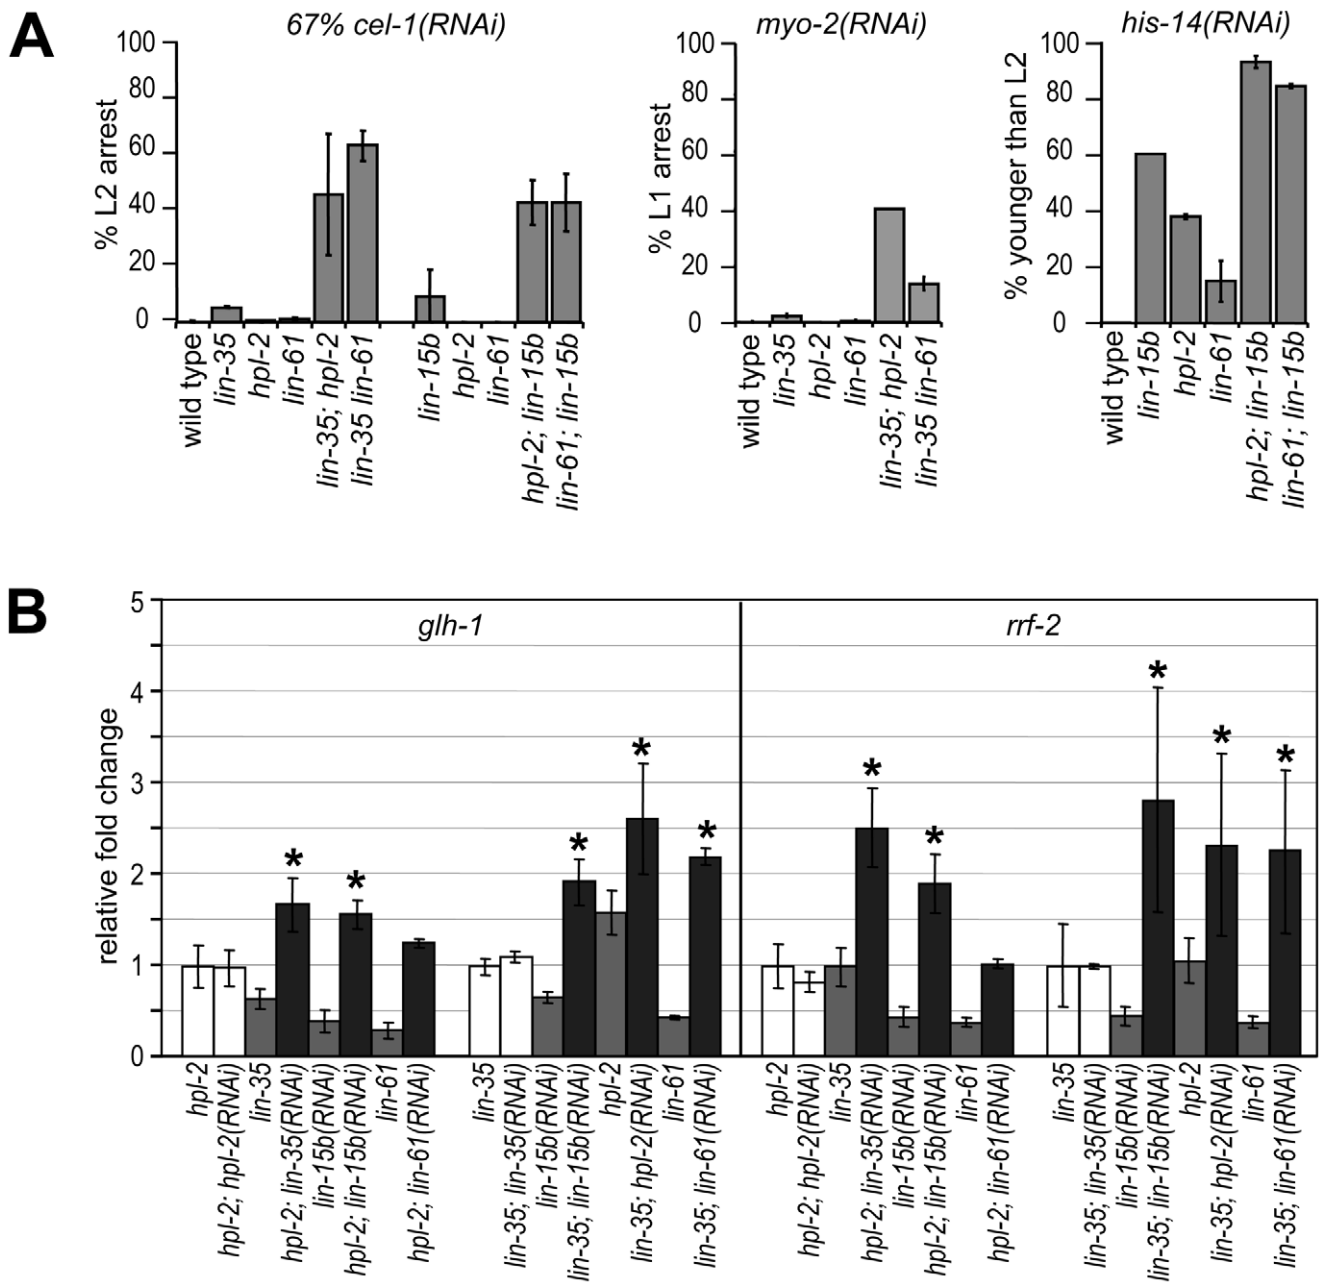 A
67% cel-1(RNAi)
% L2 arrest
100
80
60
40
20
0
wild type
lin-35
hpl-2
lin-61
lin-35; hpl-2
lin-35 lin-61
lin-15b
hpl-2
lin-61
hpl-2; lin-15b
lin-61; lin-15b
myo-2(RNAi)
% L1 arrest
100
80
60
40
20
0
wild type
lin-35
hpl-2
lin-61
lin-35; hpl-2
lin-35 lin-61
his-14(RNAi)
% younger than L2
100
80
60
40
20
0
wild type
lin-15b
hpl-2
lin-61
hpl-2; lin-15b
lin-61; lin-15b
B
relative fold change
5
4
3
2
1
0
glh-1
*
*
*
*
*
hpl-2
hpl-2; hpl-2(RNAi)
lin-35
hpl-2; lin-35(RNAi)
lin-15b(RNAi)
hpl-2; lin-15b(RNAi)
lin-61
hpl-2; lin-61(RNAi)
lin-35
lin-35; lin-35(RNAi)
lin-15b(RNAi)
lin-35; lin-15b(RNAi)
hpl-2
lin-35; hpl-2(RNAi)
lin-61
lin-35; lin-61(RNAi)
rrf-2
*
*
*
*
*
hpl-2
hpl-2; hpl-2(RNAi)
lin-35
hpl-2; lin-35(RNAi)
lin-15b(RNAi)
hpl-2; lin-15b(RNAi)
lin-61
hpl-2; lin-61(RNAi)
lin-35
lin-35; lin-35(RNAi)
lin-15b(RNAi)
lin-35; lin-15b(RNAi)
hpl-2
lin-35; hpl-2(RNAi)
lin-61
lin-35; lin-61(RNAi)